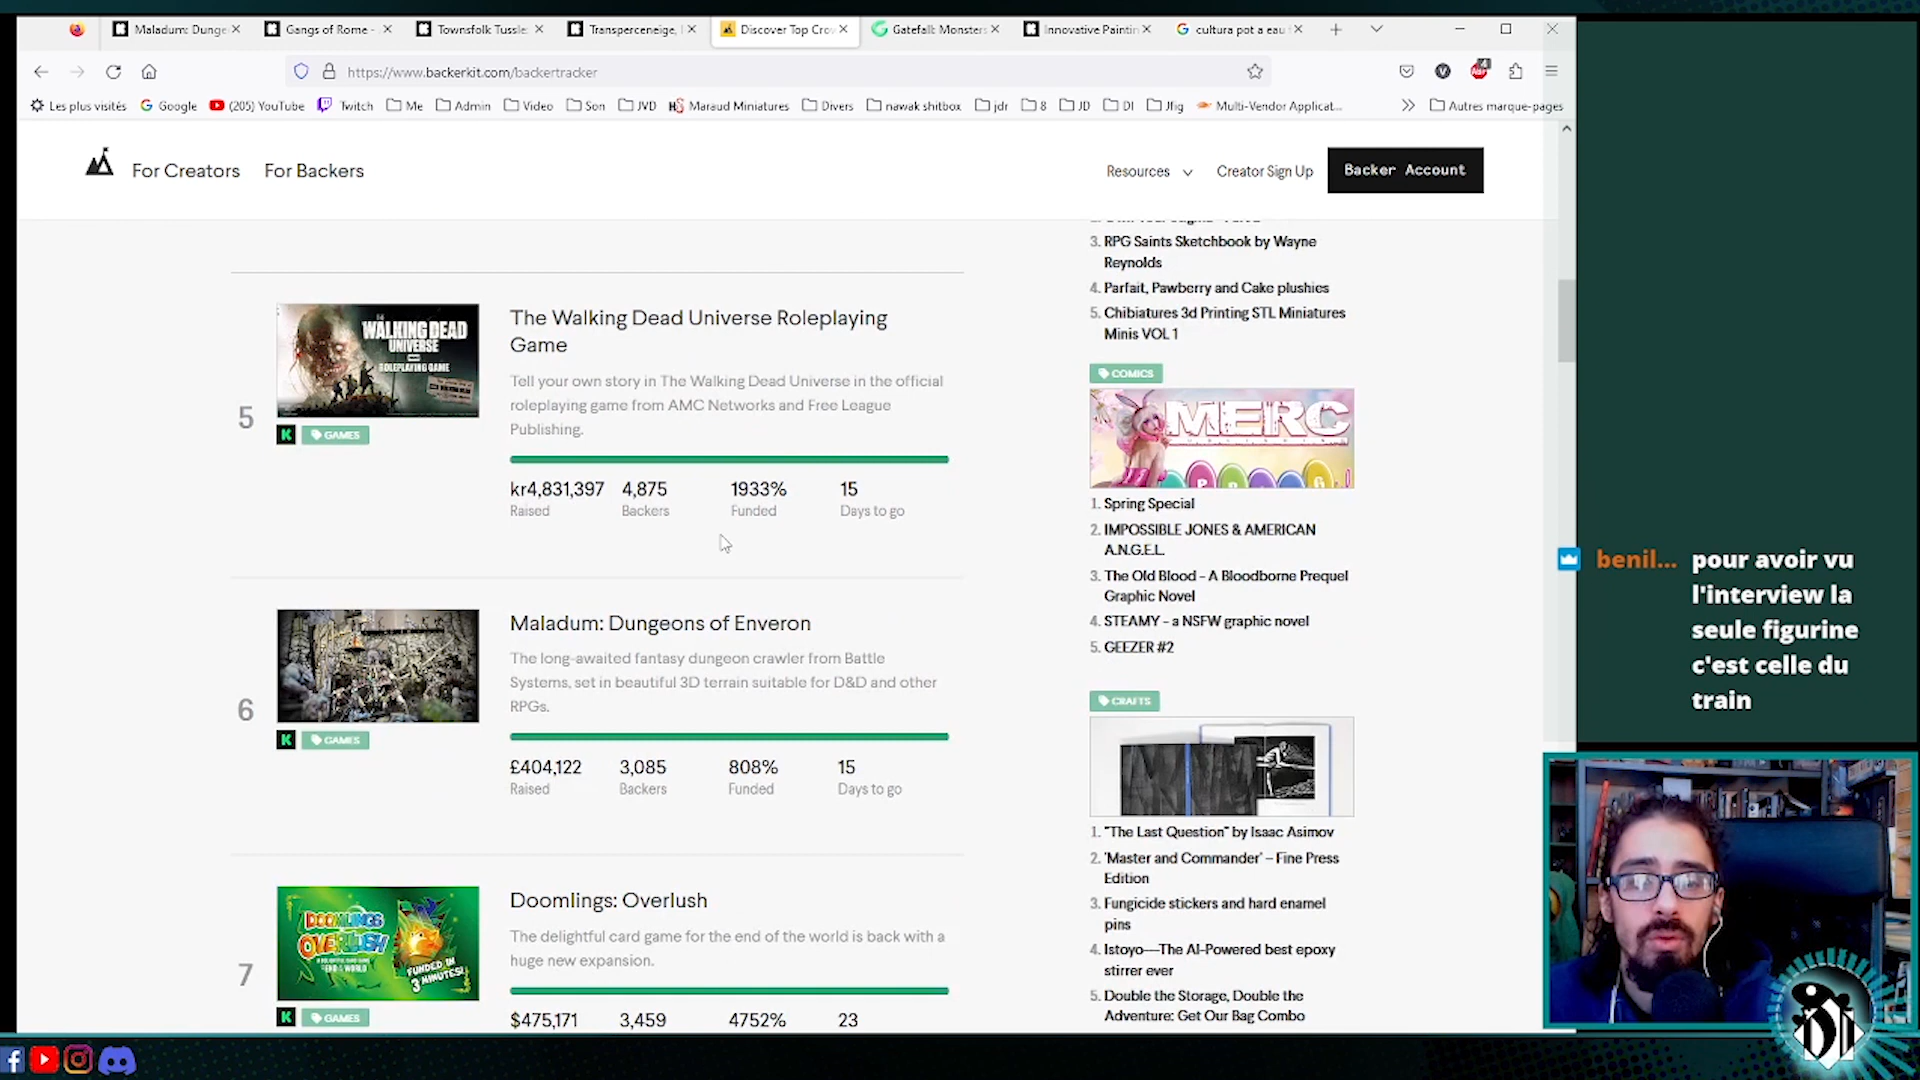 Maladum: Dunge
Gangs of Rome -
Townsfolk Tussle:
Transperceneige, l
Discover Top Crow
Gatefall: Monsters
Innovative Paintin
cultura pot a eau
https://www.backerkit.com/backertracker
4
Les plus visités
Google
(205) YouTube
Twitch
Me
Admin
Video
Son
JVD
Maraud Miniatures
Divers
nawak shitbox
jdr
8
JD
DI
Jfig
Multi-Vendor Applicat...
Autres marque-pages
For Creators
For Backers
Resources
Creator Sign Up
Backer Account
5
WALKING DEAD
UNIVERSE
ROLEPLAYING GAME
K
GAMES
The Walking Dead Universe Roleplaying
Game
Tell your own story in The Walking Dead Universe in the official
roleplaying game from AMC Networks and Free League
Publishing.
kr4,831,397
4,875
1933%
15
Raised
Backers
Funded
Days to go
6
K
GAMES
Maladum: Dungeons of Enveron
The long-awaited fantasy dungeon crawler from Battle
Systems, set in beautiful 3D terrain suitable for D&D and other
RPGs.
£404,122
3,085
808%
15
Raised
Backers
Funded
Days to go
7
DOOMLINGS
OVERLUSH
FUNDED IN
3 MINUTES!
K
GAMES
Doomlings: Overlush
The delightful card game for the end of the world is back with a
huge new expansion.
$475,171
3,459
4752%
23
3. RPG Saints Sketchbook by Wayne
Reynolds
4. Parfait, Pawberry and Cake plushies
5. Chibiatures 3d Printing STL Miniatures
Minis VOL 1
COMICS
MERC
1. Spring Special
2. IMPOSSIBLE JONES & AMERICAN
A.N.G.E.L.
3. The Old Blood - A Bloodborne Prequel
Graphic Novel
4. STEAMY - a NSFW graphic novel
5. GEEZER #2
CRAFTS
1. "The Last Question" by Isaac Asimov
2. 'Master and Commander' – Fine Press
Edition
3. Fungicide stickers and hard enamel
pins
4. Istoyo—The AI-Powered best epoxy
stirrer ever
5. Double the Storage, Double the
Adventure: Get Our Bag Combo
benil...
pour avoir vu
l'interview la
seule figurine
c'est celle du
train
DI